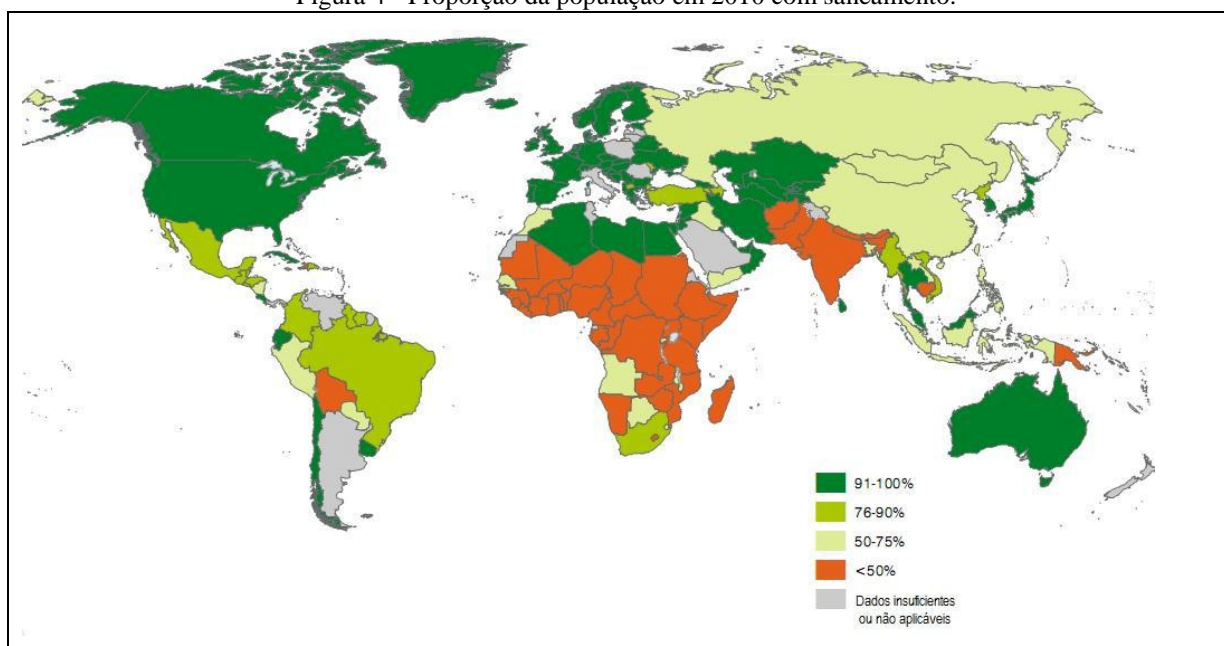 Figura 4 - Proporção da população em 2010 com saneamento.
91-100%
76-90%
50-75%
<50%
Dados insuficientes
ou não aplicáveis